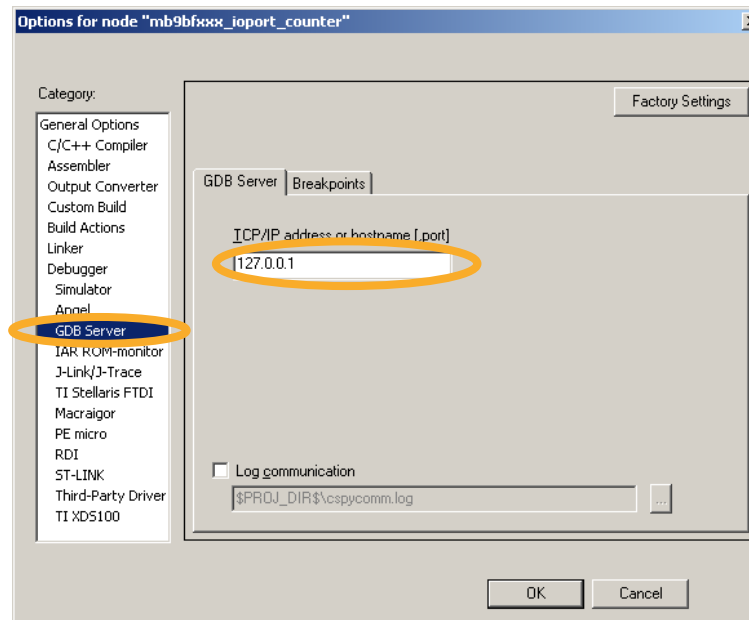 Options for node "mb9bfxxx_ioport_counter"
Category:
Factory Settings
General Options
C/C++ Compiler
Assembler
Output Converter
Custom Build
Build Actions
Linker
Debugger
Simulator
Angel
GDB Server
IAR ROM-monitor
J-Link/J-Trace
TI Stellaris FTDI
Macraigor
PE micro
RDI
ST-LINK
Third-Party Driver
TI XDS100
GDB Server
Breakpoints
TCP/IP address or hostname [,port]
127.0.0.1
Log communication
$PROJ_DIR$\cspycomm.log
...
OK
Cancel